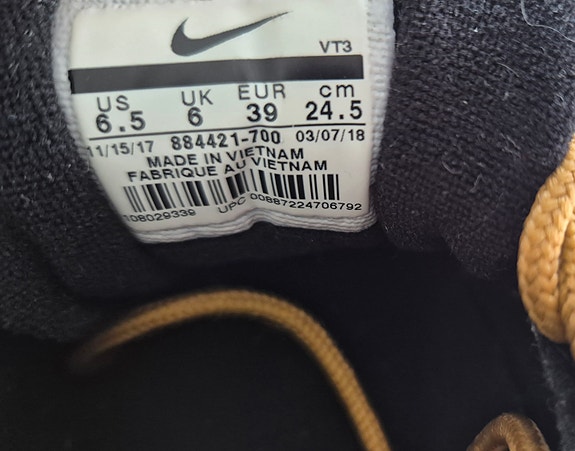 VT3
US UK EUR cm
6.5 6 39 24.5
11/15/17 884421-700 03/07/18
MADE IN VIETNAM
FABRIQUE AU VIETNAM
108029339 UPC 00887224706792